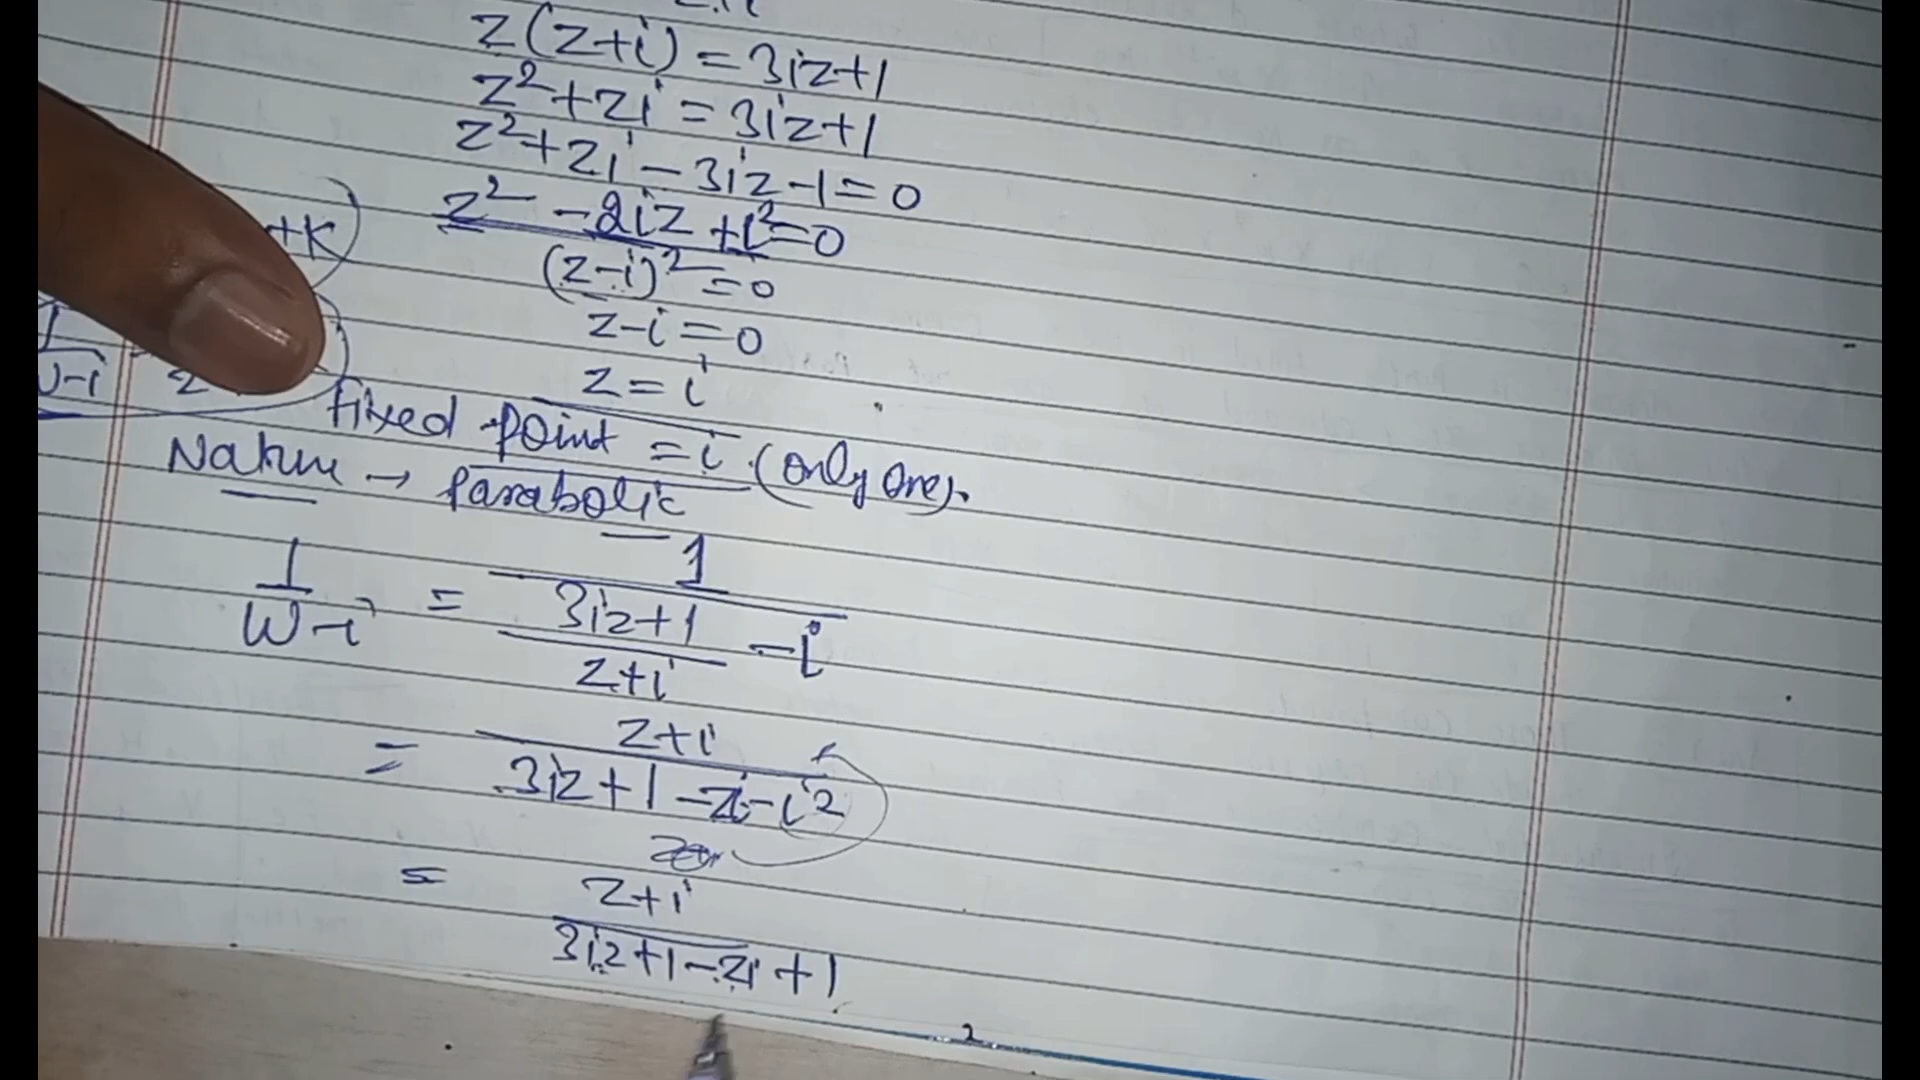 z(z+i) = 3iz+1
z²+zi = 3iz+1
z²+zi-3iz-1=0
z²-2iz+i²=0
+K)
(z-i)²=0
z-i=0
z=i
fixed point = i (only one).
Nature → Parabolic
1
1
3iz+1
w-i = -i
z+i
z+i
=
3iz+1-zi-i²
=
z+i
3iz+1-zi+1
2